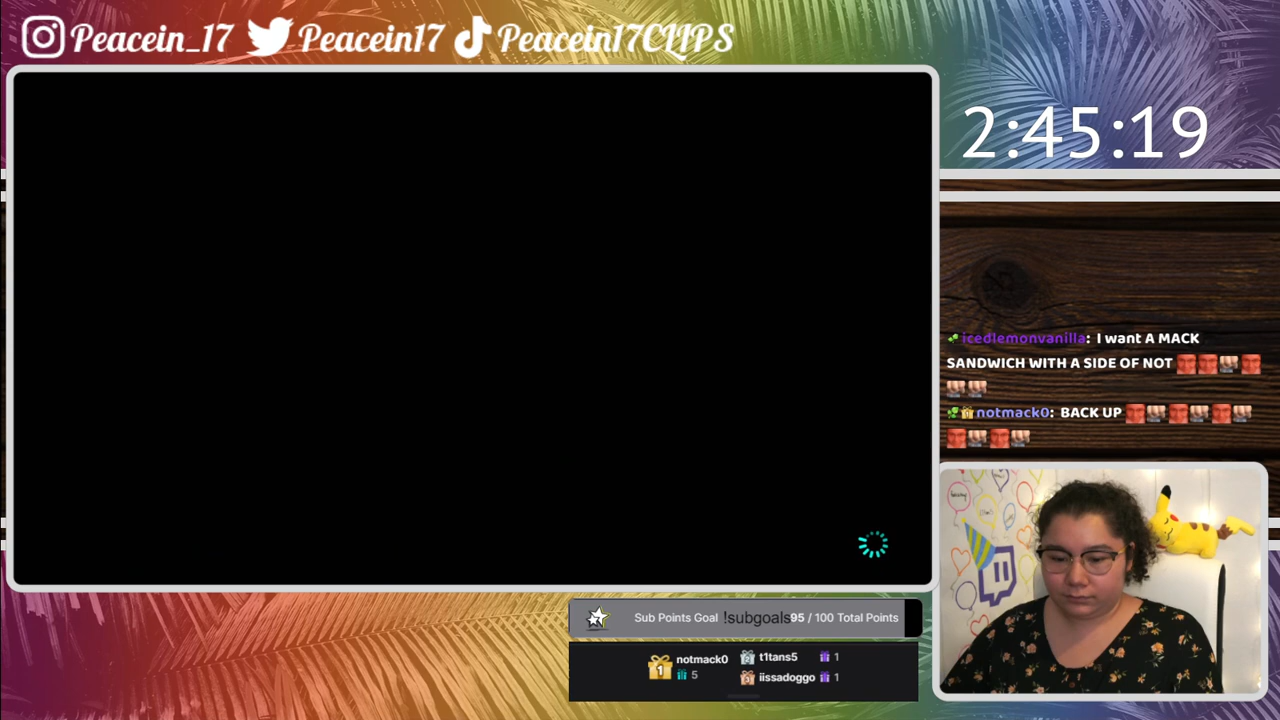 Peacein_17 Peacein17 Peacein17CLIPS
2:45:19
icedlemonvanilla: I want A MACK
SANDWICH WITH A SIDE OF NOT
notmack0: BACK UP
Sub Points Goal !subgoals 95 / 100 Total Points
notmack0
5
t1tans5 1
iissadoggo 1
1